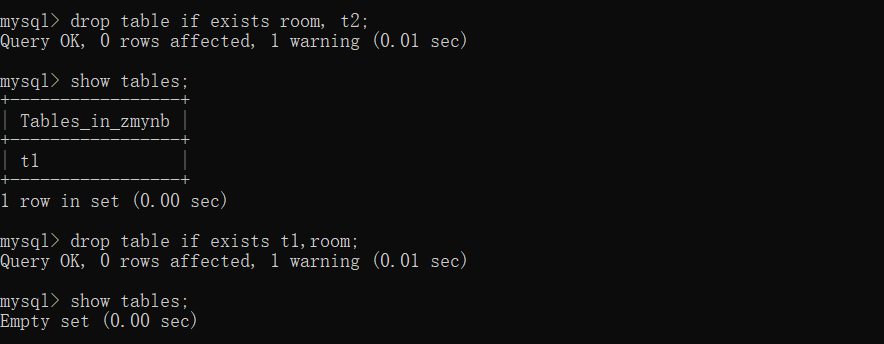 mysql> drop table if exists room, t2;
Query OK, 0 rows affected, 1 warning (0.01 sec)
mysql> show tables;
+-----------------+
| Tables_in_zmynb |
+-----------------+
| t1              |
+-----------------+
1 row in set (0.00 sec)
mysql> drop table if exists t1,room;
Query OK, 0 rows affected, 1 warning (0.01 sec)
mysql> show tables;
Empty set (0.00 sec)